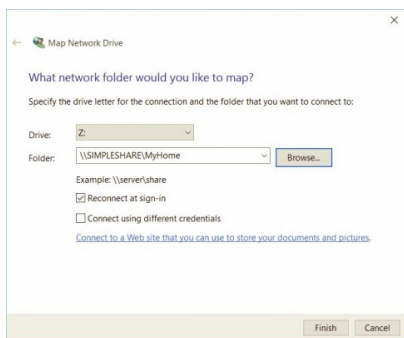 Map Network Drive
What network folder would you like to map?
Specify the drive letter for the connection and the folder that you want to connect to:
Drive: Z:
Folder: \\SIMPLESHARE\MyHome Browse...
Example: \\server\share
Reconnect at sign-in
Connect using different credentials
Connect to a Web site that you can use to store your documents and pictures.
Finish Cancel